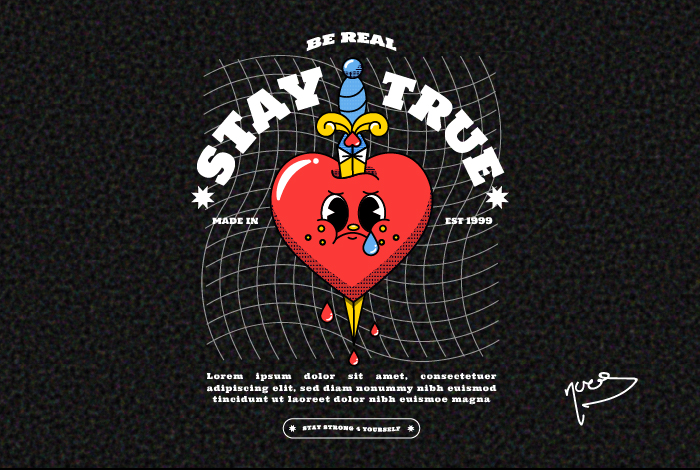 BE REAL
STAY TRUE
MADE IN EST 1999
Lorem ipsum dolor sit amet, consectetuer
adipiscing elit, sed diam nonummy nibh euismod
tincidunt ut laoreet dolor nibh euismoe magna
STAY STRONG 4 YOURSELF